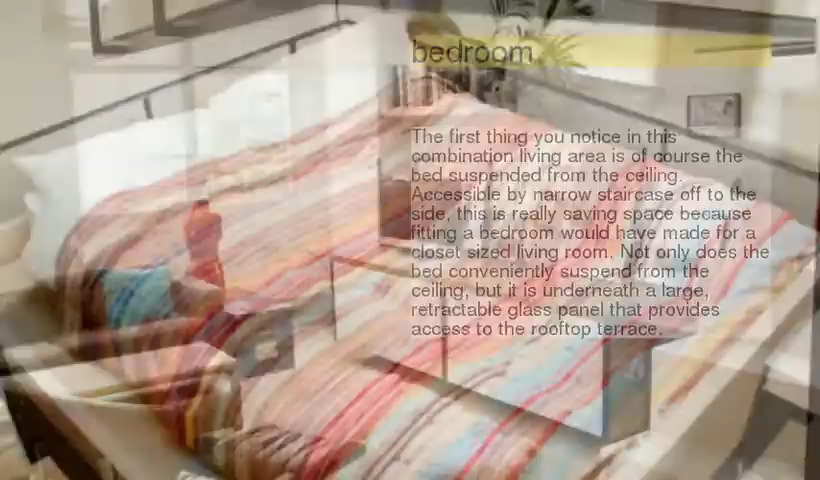 bedroom
The first thing you notice in this
combination living area is of course the
bed suspended from the ceiling.
Accessible by narrow staircase off to the
side, this is really saving space because
fitting a bedroom would have made for a
closet sized living room. Not only does the
bed conveniently suspend from the
ceiling, but it is underneath a large,
retractable glass panel that provides
access to the rooftop terrace.